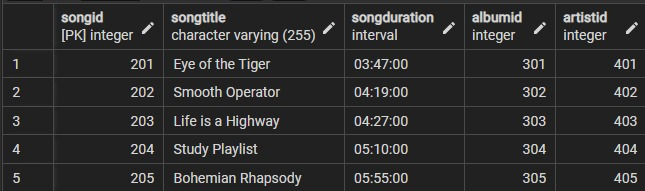 songid songtitle songduration albumid artistid
[PK] integer character varying (255) interval integer integer
1 201 Eye of the Tiger 03:47:00 301 401
2 202 Smooth Operator 04:19:00 302 402
3 203 Life is a Highway 04:27:00 303 403
4 204 Study Playlist 05:10:00 304 404
5 205 Bohemian Rhapsody 05:55:00 305 405